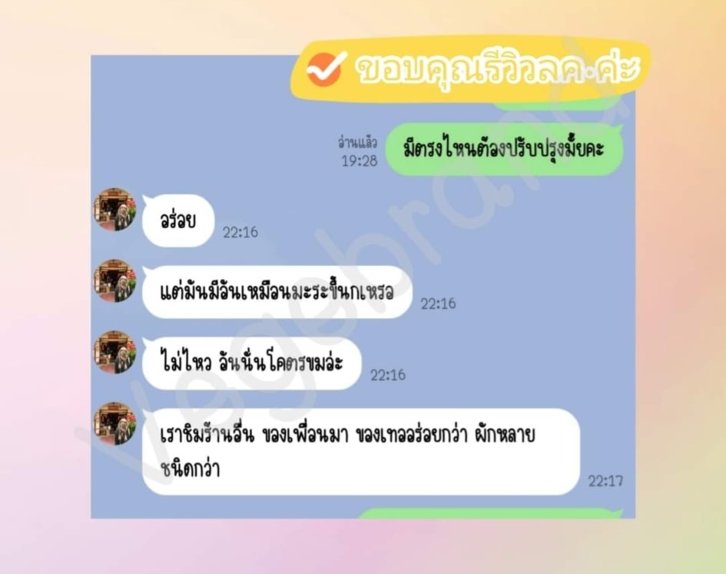 ขอบคุณรีวิวลค.ค่ะ
มีตรงไหนต้องปรับปรุงมั้ยคะ
อ่านแล้ว
19:28
อร่อย
22:16
แต่มันมีอันเหมือนมะระขี้นกเหรอ
22:16
ไม่ไหว อันนั่นโคตรขมอ่ะ
22:16
เราชิมร้านอื่น ของเพื่อนมา ของเทออร่อยกว่า ผักหลาย
ชนิดกว่า
22:17
Vegebrand